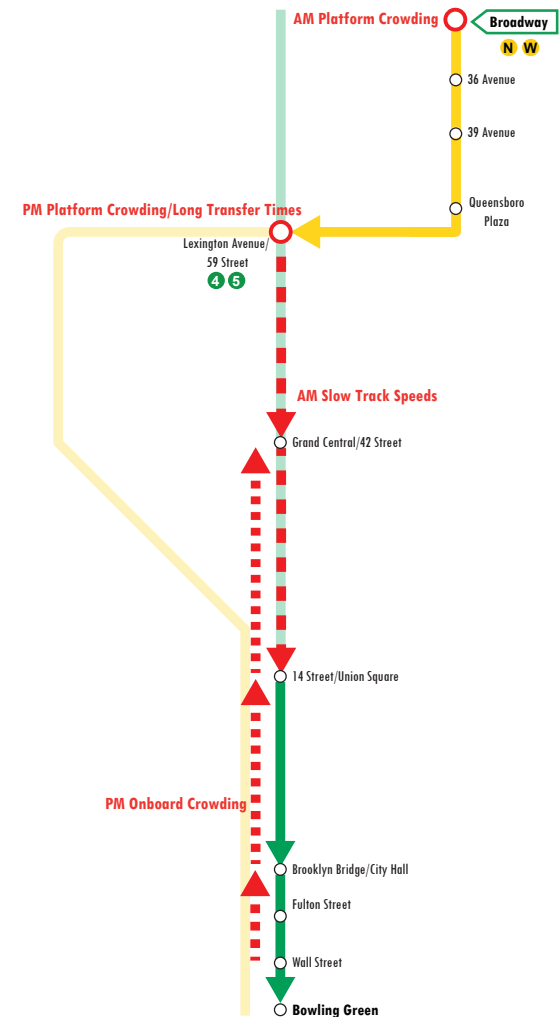 AM Platform Crowding
Broadway
N W
36 Avenue
39 Avenue
Queensboro
Plaza
PM Platform Crowding/Long Transfer Times
Lexington Avenue/
59 Street
4 5
AM Slow Track Speeds
Grand Central/42 Street
14 Street/Union Square
PM Onboard Crowding
Brooklyn Bridge/City Hall
Fulton Street
Wall Street
Bowling Green